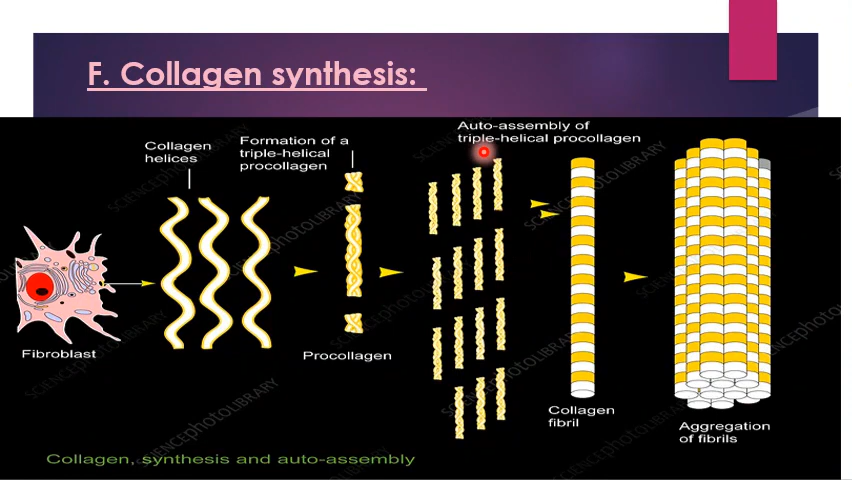 F. Collagen synthesis:
Collagen
helices
Formation of a
triple-helical
procollagen
Auto-assembly of
triple-helical procollagen
Fibroblast
Procollagen
Collagen
fibril
Aggregation
of fibrils
Collagen, synthesis and auto-assembly
SCIENCEphotoLIBRARY